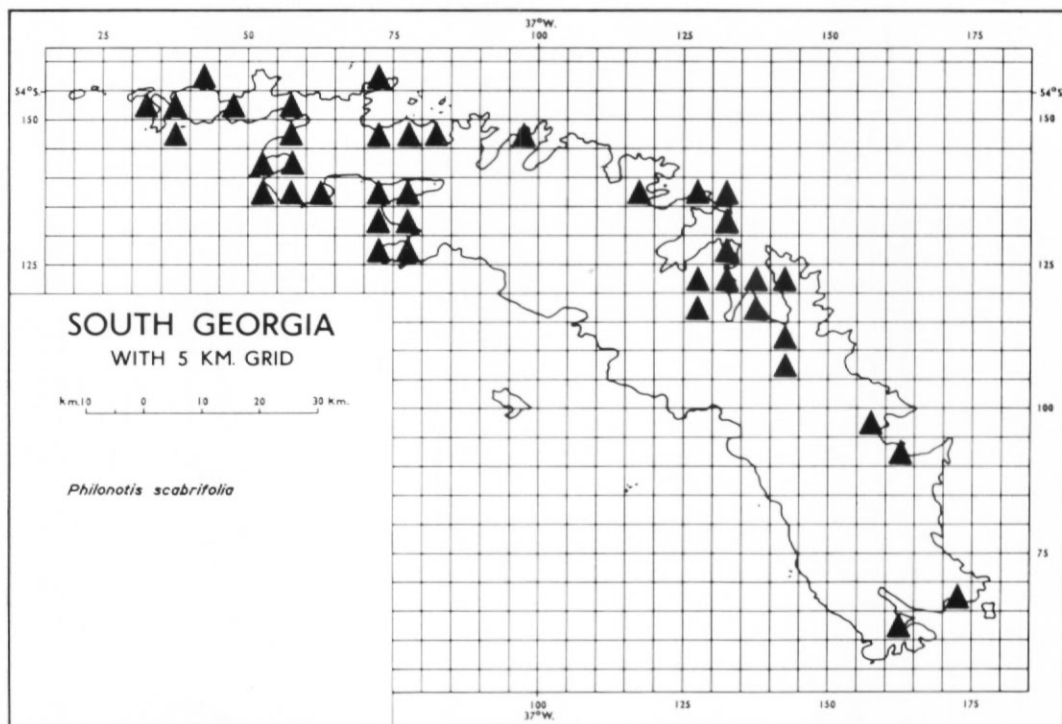 37°W.
25 50 75 100 125 150 175
54°S. 54°S.
150 150
125 125
SOUTH GEORGIA
WITH 5 KM. GRID
100
km.10 0 10 20 30 km.
Philonotis scabrifolia
75
100 125 150 175
37°W.